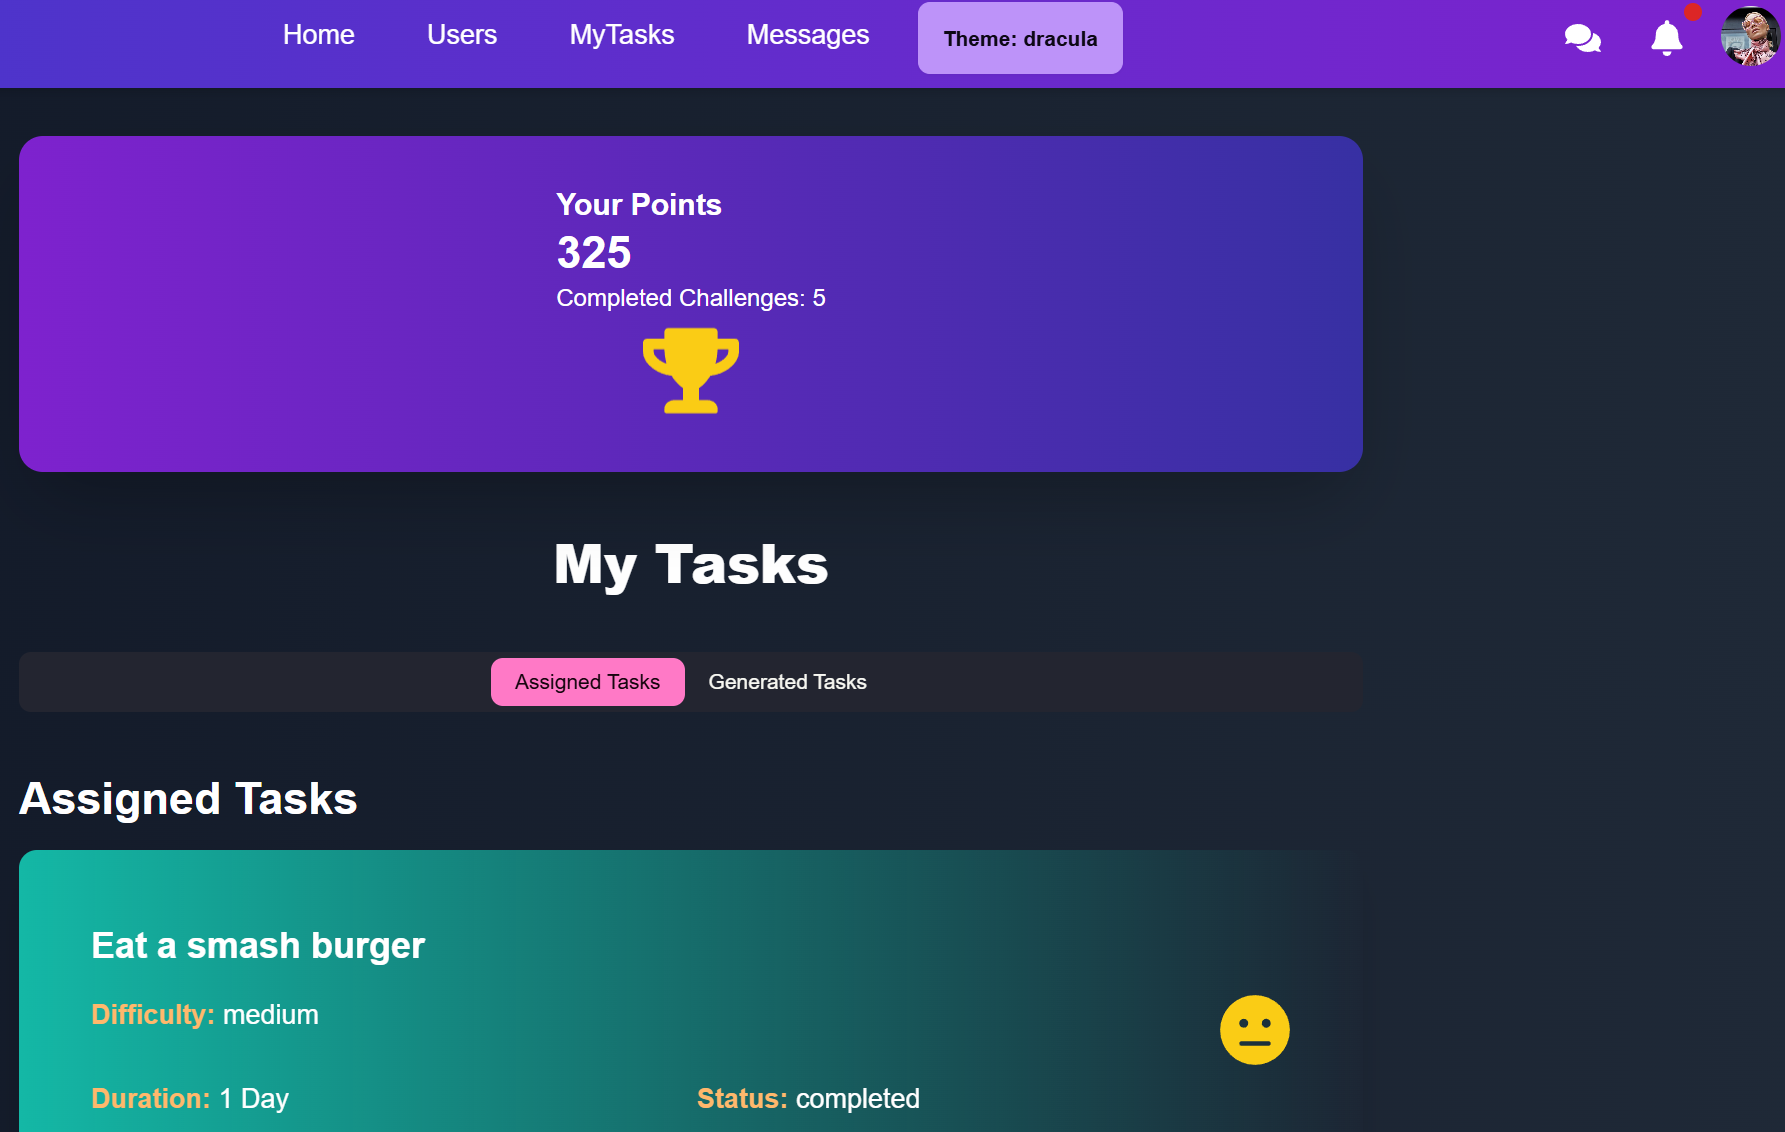 Home Users MyTasks Messages Theme: dracula
Your Points
325
Completed Challenges: 5
My Tasks
Assigned Tasks Generated Tasks
Assigned Tasks
Eat a smash burger
Difficulty: medium
Duration: 1 Day Status: completed